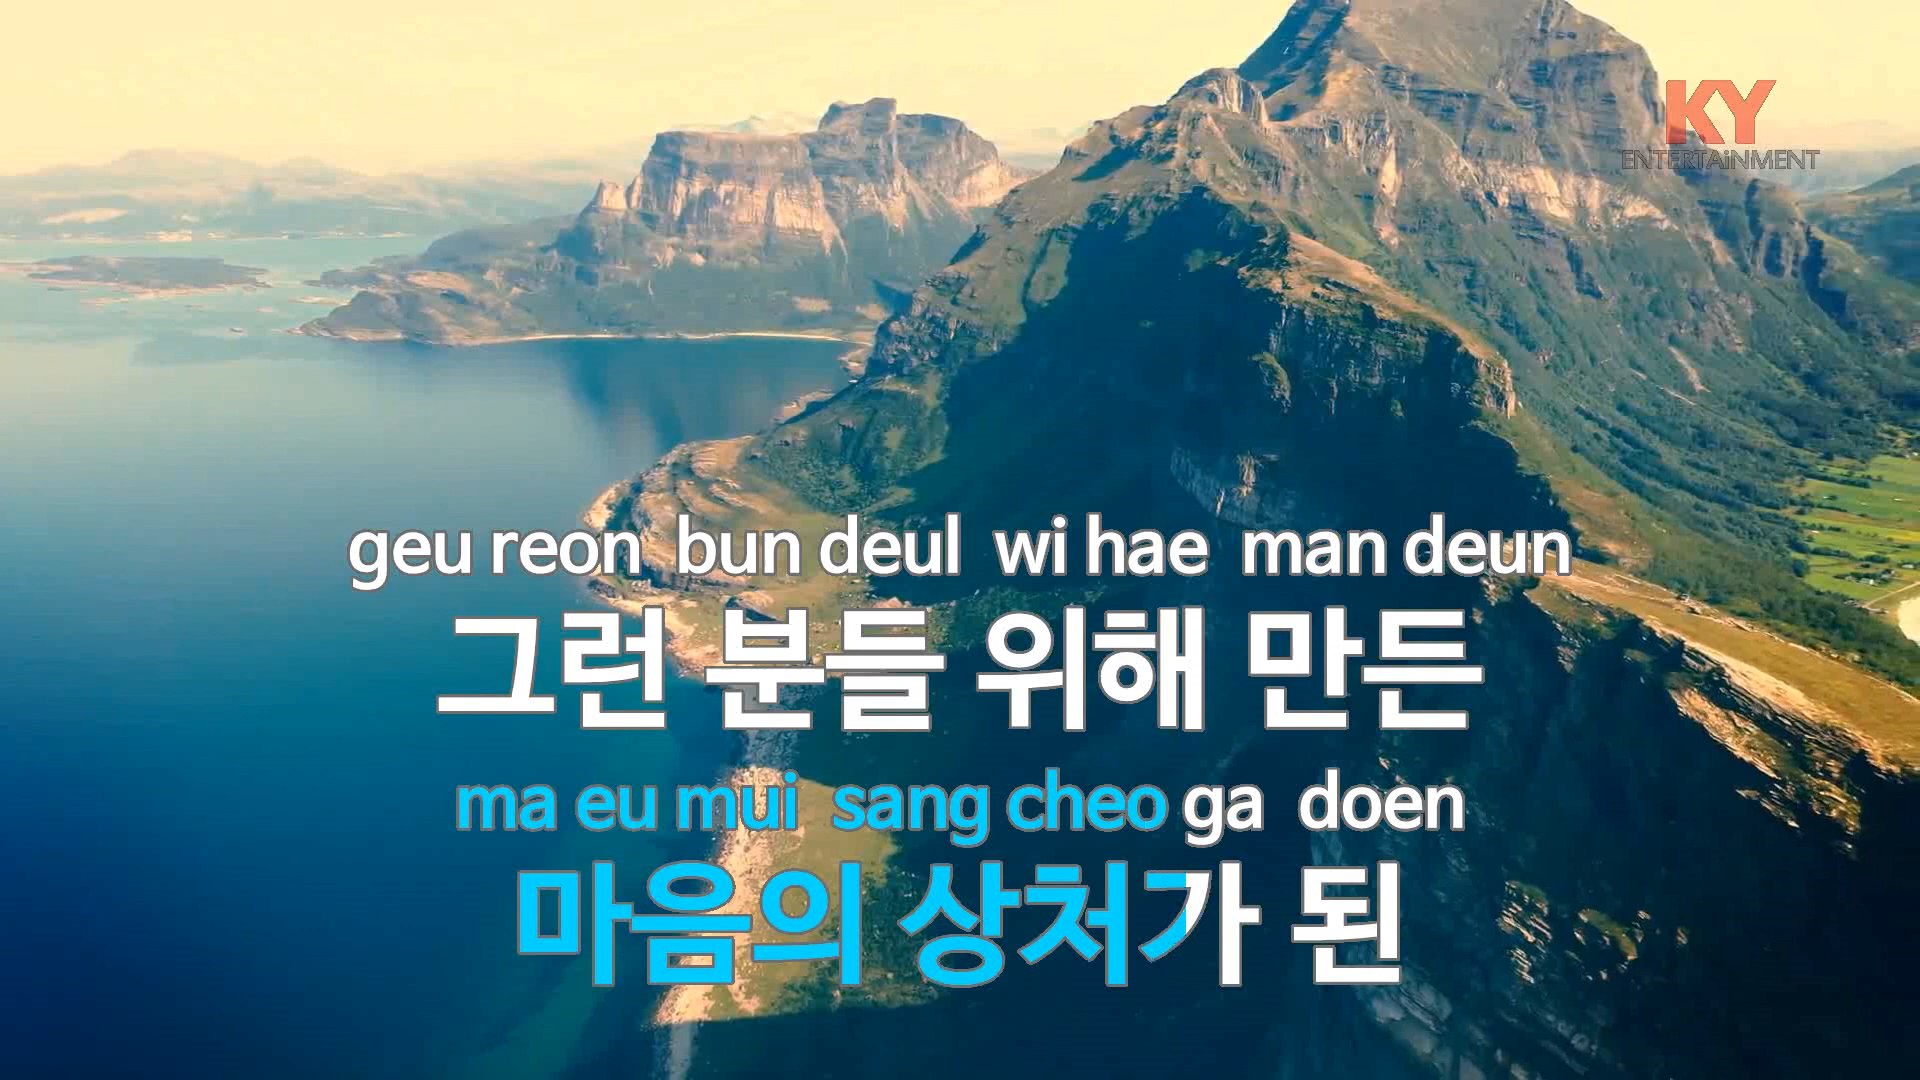 KY
ENTERTAiNMENT
geu reon bun deul wi hae man deun
그런 분들 위해 만든
ma eu mui sang cheo ga doen
마음의 상처가 된